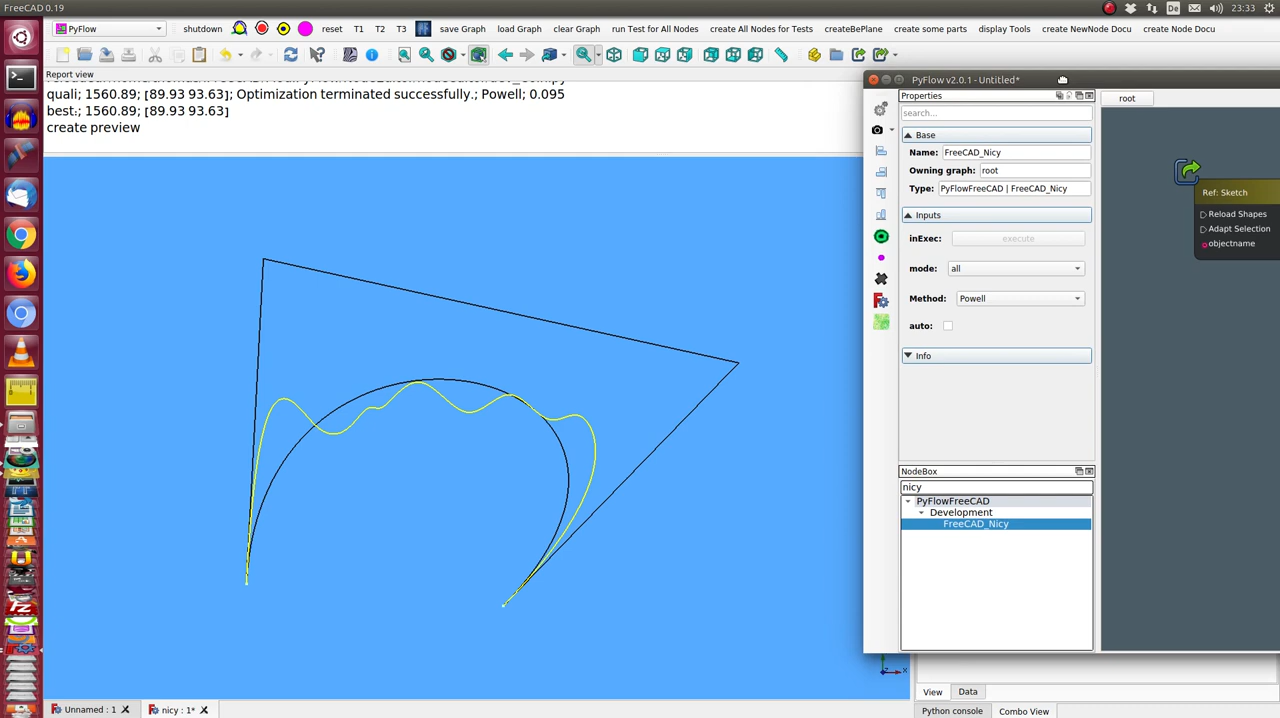 FreeCAD 0.19
De
23:33
PyFlow
shutdown
reset
T1
T2
T3
save Graph
load Graph
clear Graph
run Test for All Nodes
create All Nodes for Tests
createBePlane
create some parts
display Tools
create NewNode Docu
create Node Docu
Report view
quali; 1560.89; [89.93 93.63]; Optimization terminated successfully.; Powell; 0.095
best:; 1560.89; [89.93 93.63]
create preview
PyFlow v2.0.1 - Untitled*
Properties
root
search...
Base
Name: FreeCAD_Nicy
Owning graph: root
Type: PyFlowFreeCAD | FreeCAD_Nicy
Inputs
inExec: execute
mode: all
Method: Powell
auto:
Info
Ref: Sketch
Reload Shapes
Adapt Selection
objectname
NodeBox
nicy
PyFlowFreeCAD
Development
FreeCAD_Nicy
x
View
Data
Unnamed : 1
nicy : 1*
Python console
Combo View